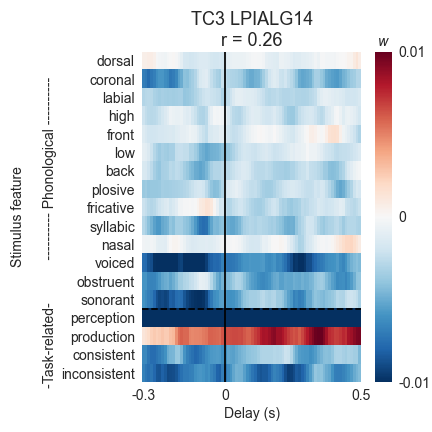 TC3 LPIALG14
r = 0.26
w
dorsal
coronal
labial
high
front
low
back
plosive
fricative
syllabic
nasal
voiced
obstruent
sonorant
perception
production
consistent
inconsistent
Stimulus feature
---------- Phonological ----------
-Task-related-
0.01
0
-0.01
-0.3 0 0.5
Delay (s)